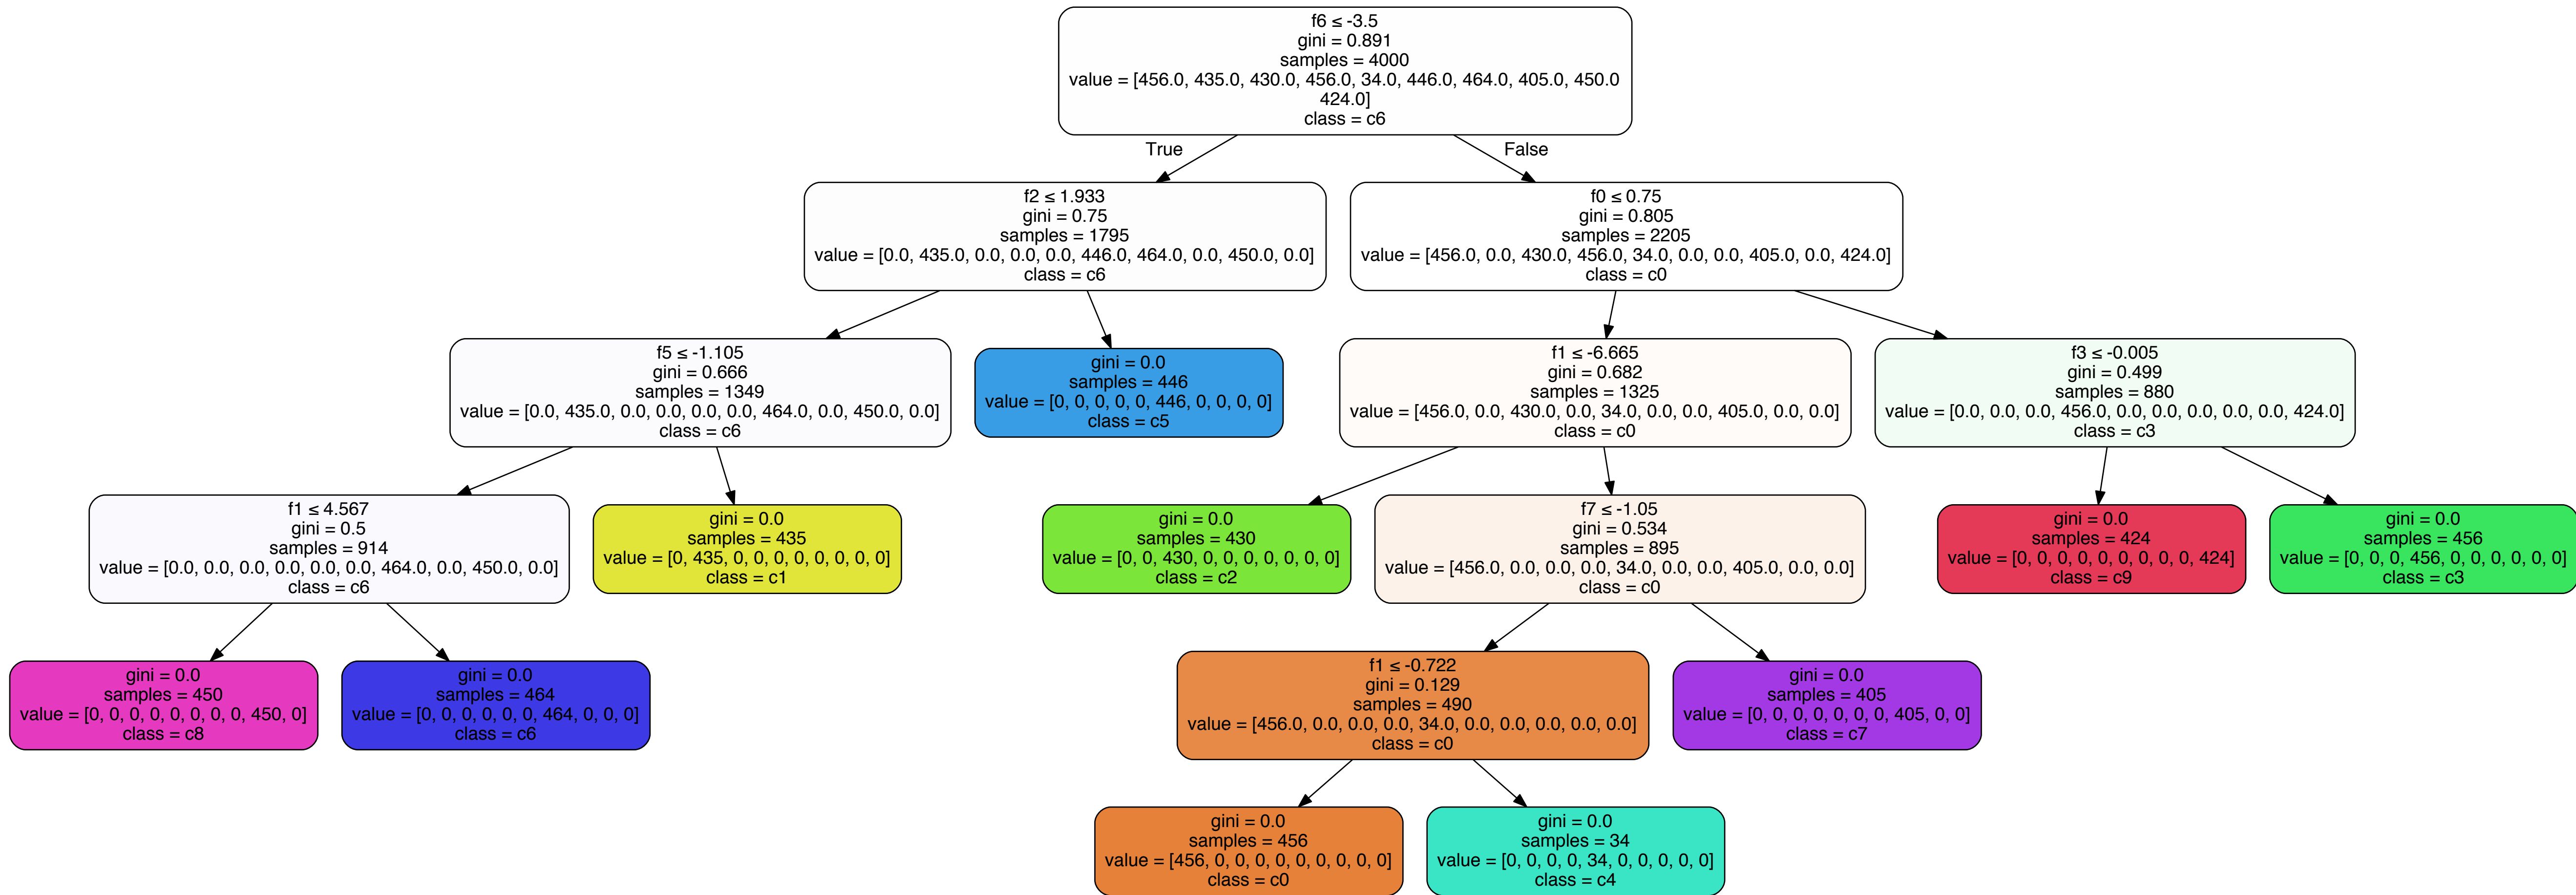 f6 ≤ -3.5
gini = 0.891
samples = 4000
value = [456.0, 435.0, 430.0, 456.0, 34.0, 446.0, 464.0, 405.0, 450.0
424.0]
class = c6
True
False
f2 ≤ 1.933
gini = 0.75
samples = 1795
value = [0.0, 435.0, 0.0, 0.0, 0.0, 446.0, 464.0, 0.0, 450.0, 0.0]
class = c6
f0 ≤ 0.75
gini = 0.805
samples = 2205
value = [456.0, 0.0, 430.0, 456.0, 34.0, 0.0, 0.0, 405.0, 0.0, 424.0]
class = c0
f5 ≤ -1.105
gini = 0.666
samples = 1349
value = [0.0, 435.0, 0.0, 0.0, 0.0, 0.0, 464.0, 0.0, 450.0, 0.0]
class = c6
gini = 0.0
samples = 446
value = [0, 0, 0, 0, 0, 446, 0, 0, 0, 0]
class = c5
f1 ≤ -6.665
gini = 0.682
samples = 1325
value = [456.0, 0.0, 430.0, 0.0, 34.0, 0.0, 0.0, 405.0, 0.0, 0.0]
class = c0
f3 ≤ -0.005
gini = 0.499
samples = 880
value = [0.0, 0.0, 0.0, 456.0, 0.0, 0.0, 0.0, 0.0, 0.0, 424.0]
class = c3
f1 ≤ 4.567
gini = 0.5
samples = 914
value = [0.0, 0.0, 0.0, 0.0, 0.0, 0.0, 464.0, 0.0, 450.0, 0.0]
class = c6
gini = 0.0
samples = 435
value = [0, 435, 0, 0, 0, 0, 0, 0, 0, 0]
class = c1
gini = 0.0
samples = 430
value = [0, 0, 430, 0, 0, 0, 0, 0, 0, 0]
class = c2
f7 ≤ -1.05
gini = 0.534
samples = 895
value = [456.0, 0.0, 0.0, 0.0, 34.0, 0.0, 0.0, 405.0, 0.0, 0.0]
class = c0
gini = 0.0
samples = 424
value = [0, 0, 0, 0, 0, 0, 0, 0, 0, 424]
class = c9
gini = 0.0
samples = 456
value = [0, 0, 0, 456, 0, 0, 0, 0, 0, 0]
class = c3
gini = 0.0
samples = 450
value = [0, 0, 0, 0, 0, 0, 0, 0, 450, 0]
class = c8
gini = 0.0
samples = 464
value = [0, 0, 0, 0, 0, 0, 464, 0, 0, 0]
class = c6
f1 ≤ -0.722
gini = 0.129
samples = 490
value = [456.0, 0.0, 0.0, 0.0, 34.0, 0.0, 0.0, 0.0, 0.0, 0.0]
class = c0
gini = 0.0
samples = 405
value = [0, 0, 0, 0, 0, 0, 0, 405, 0, 0]
class = c7
gini = 0.0
samples = 456
value = [456, 0, 0, 0, 0, 0, 0, 0, 0, 0]
class = c0
gini = 0.0
samples = 34
value = [0, 0, 0, 0, 34, 0, 0, 0, 0, 0]
class = c4